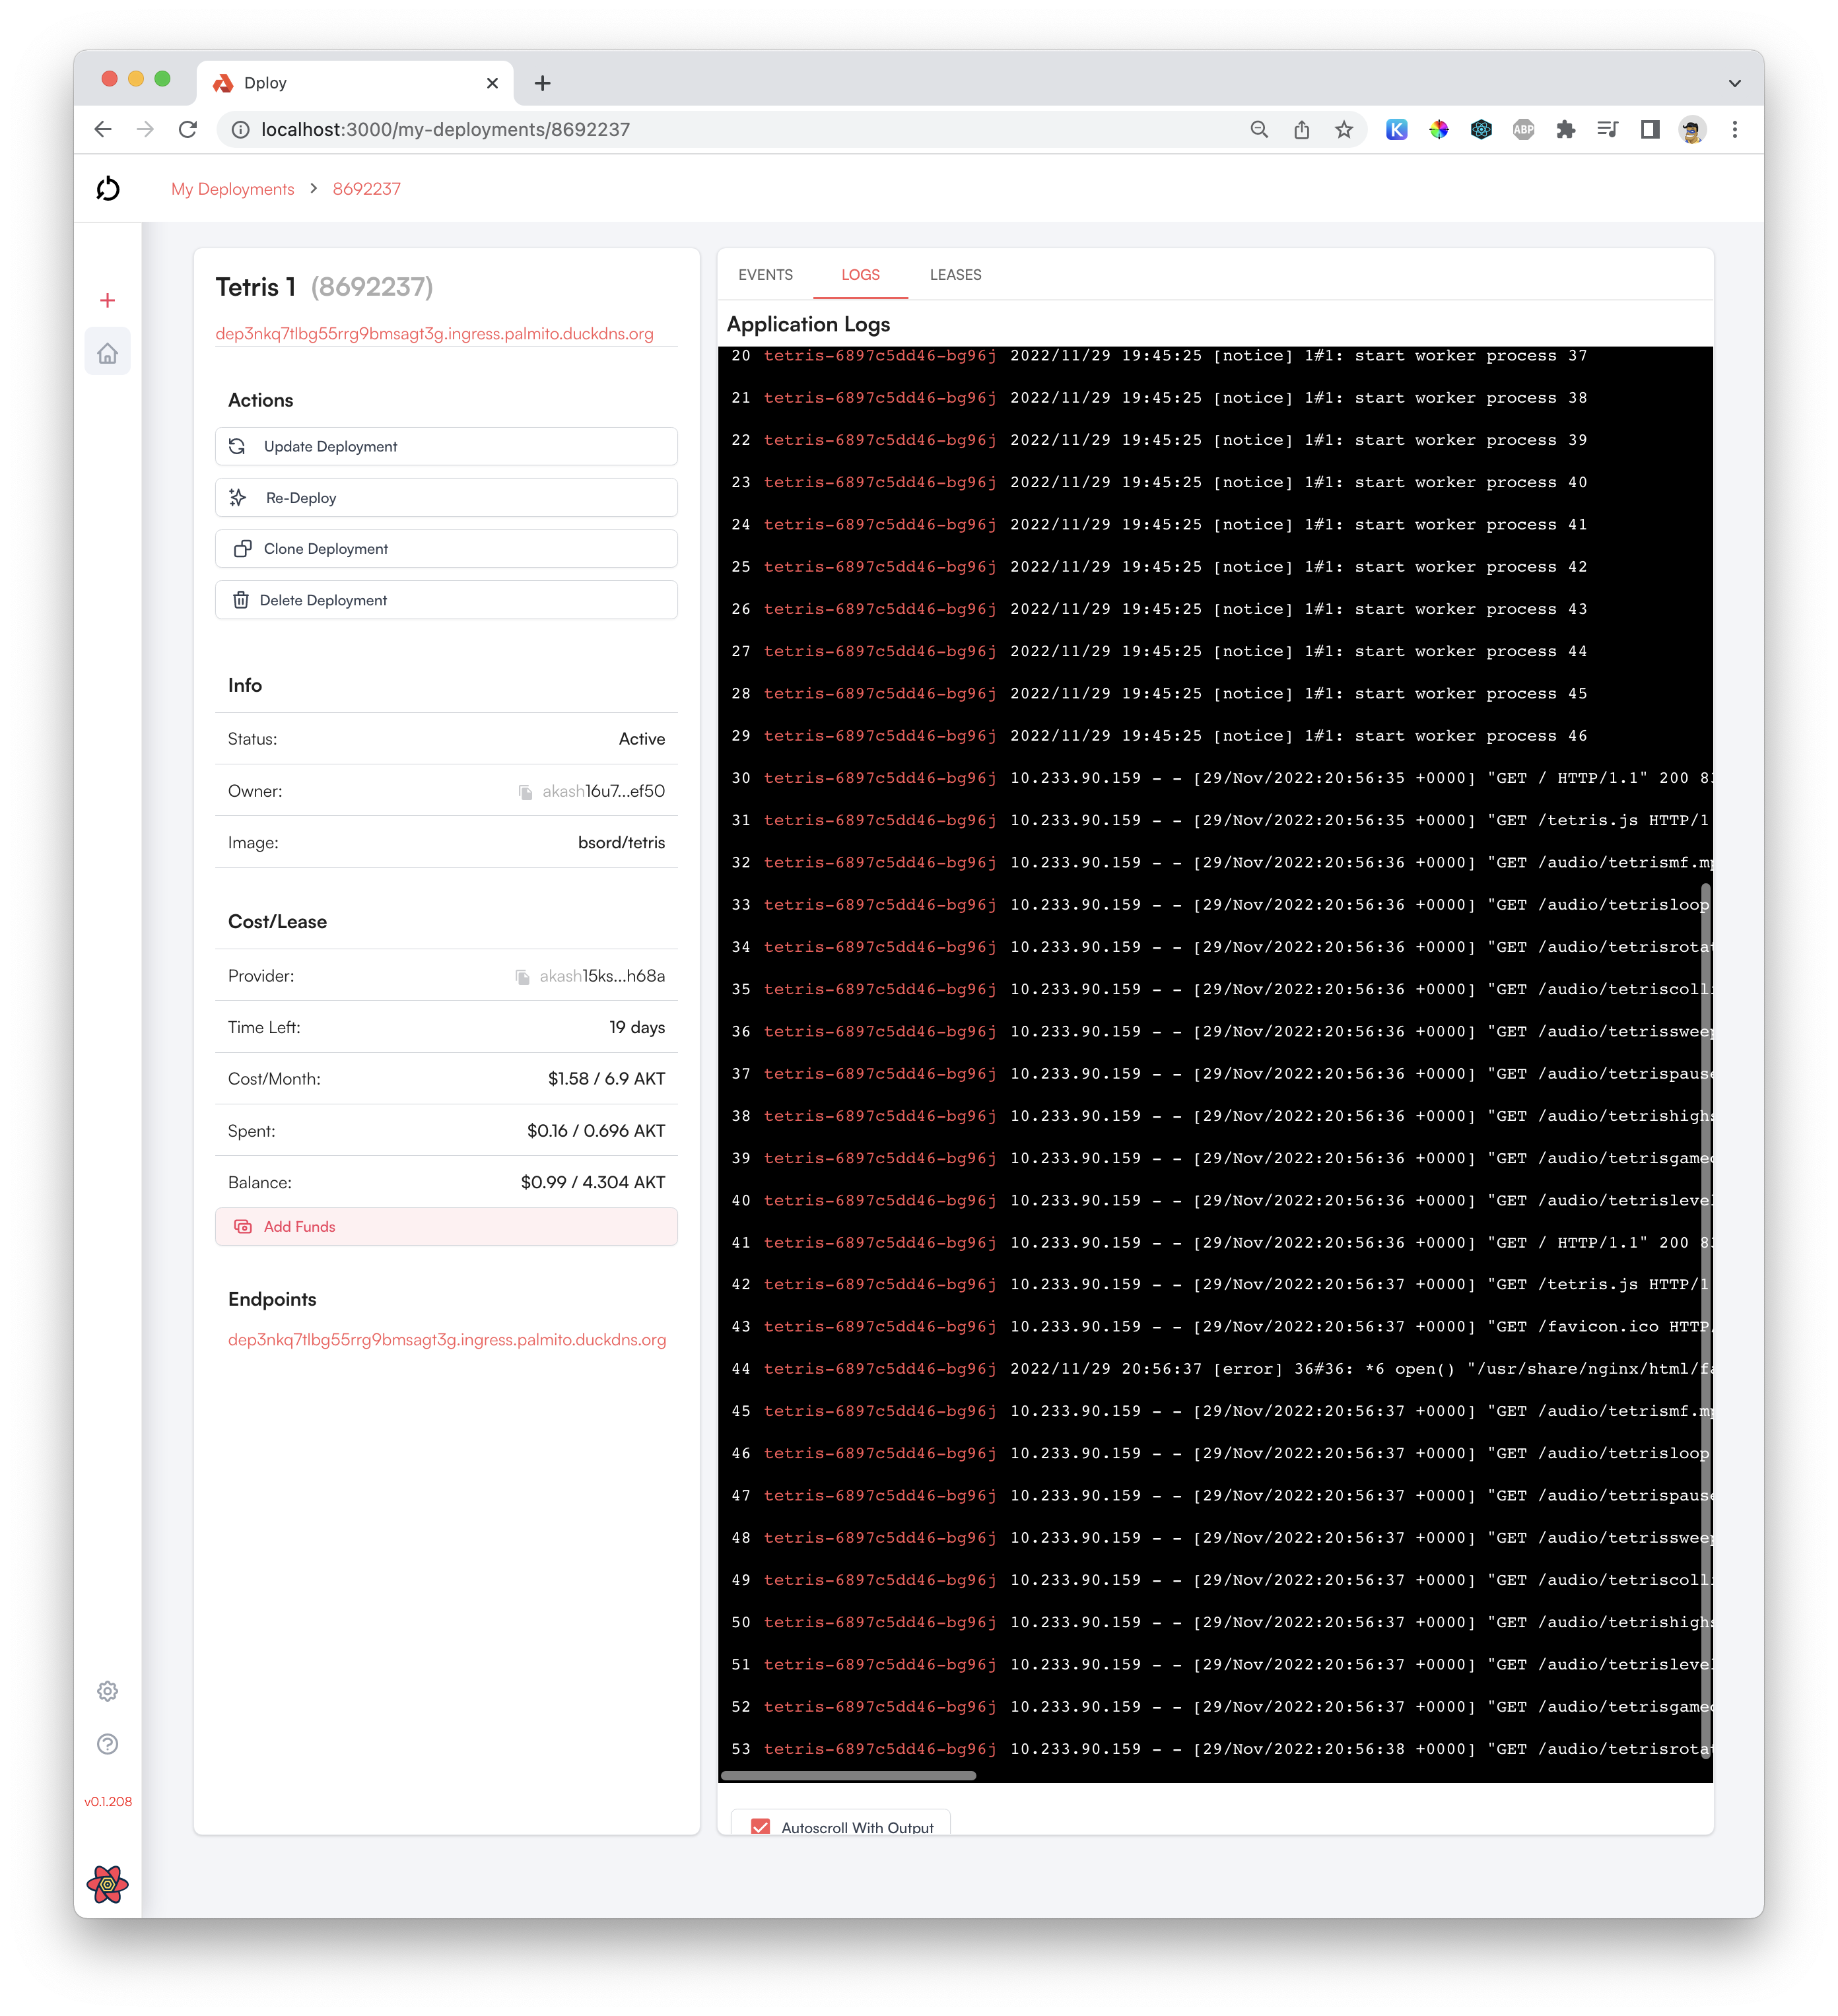 Dploy
localhost:3000/my-deployments/8692237
K
ABP
My Deployments > 8692237
Tetris 1 (8692237)
dep3nkq7tlbg55rrg9bmsagt3g.ingress.palmito.duckdns.org
Actions
Update Deployment
Re-Deploy
Clone Deployment
Delete Deployment
Info
Status: Active
Owner: akash16u7...ef50
Image: bsord/tetris
Cost/Lease
Provider: akash15ks...h68a
Time Left: 19 days
Cost/Month: $1.58 / 6.9 AKT
Spent: $0.16 / 0.696 AKT
Balance: $0.99 / 4.304 AKT
Add Funds
Endpoints
dep3nkq7tlbg55rrg9bmsagt3g.ingress.palmito.duckdns.org
v0.1.208
EVENTS LOGS LEASES
Application Logs
20 tetris-6897c5dd46-bg96j 2022/11/29 19:45:25 [notice] 1#1: start worker process 37
21 tetris-6897c5dd46-bg96j 2022/11/29 19:45:25 [notice] 1#1: start worker process 38
22 tetris-6897c5dd46-bg96j 2022/11/29 19:45:25 [notice] 1#1: start worker process 39
23 tetris-6897c5dd46-bg96j 2022/11/29 19:45:25 [notice] 1#1: start worker process 40
24 tetris-6897c5dd46-bg96j 2022/11/29 19:45:25 [notice] 1#1: start worker process 41
25 tetris-6897c5dd46-bg96j 2022/11/29 19:45:25 [notice] 1#1: start worker process 42
26 tetris-6897c5dd46-bg96j 2022/11/29 19:45:25 [notice] 1#1: start worker process 43
27 tetris-6897c5dd46-bg96j 2022/11/29 19:45:25 [notice] 1#1: start worker process 44
28 tetris-6897c5dd46-bg96j 2022/11/29 19:45:25 [notice] 1#1: start worker process 45
29 tetris-6897c5dd46-bg96j 2022/11/29 19:45:25 [notice] 1#1: start worker process 46
30 tetris-6897c5dd46-bg96j 10.233.90.159 - - [29/Nov/2022:20:56:35 +0000] "GET / HTTP/1.1" 200 83
31 tetris-6897c5dd46-bg96j 10.233.90.159 - - [29/Nov/2022:20:56:35 +0000] "GET /tetris.js HTTP/1
32 tetris-6897c5dd46-bg96j 10.233.90.159 - - [29/Nov/2022:20:56:36 +0000] "GET /audio/tetrismf.mp
33 tetris-6897c5dd46-bg96j 10.233.90.159 - - [29/Nov/2022:20:56:36 +0000] "GET /audio/tetrisloop
34 tetris-6897c5dd46-bg96j 10.233.90.159 - - [29/Nov/2022:20:56:36 +0000] "GET /audio/tetrisrotat
35 tetris-6897c5dd46-bg96j 10.233.90.159 - - [29/Nov/2022:20:56:36 +0000] "GET /audio/tetriscolli
36 tetris-6897c5dd46-bg96j 10.233.90.159 - - [29/Nov/2022:20:56:36 +0000] "GET /audio/tetrissweep
37 tetris-6897c5dd46-bg96j 10.233.90.159 - - [29/Nov/2022:20:56:36 +0000] "GET /audio/tetrispause
38 tetris-6897c5dd46-bg96j 10.233.90.159 - - [29/Nov/2022:20:56:36 +0000] "GET /audio/tetrishighs
39 tetris-6897c5dd46-bg96j 10.233.90.159 - - [29/Nov/2022:20:56:36 +0000] "GET /audio/tetrisgameo
40 tetris-6897c5dd46-bg96j 10.233.90.159 - - [29/Nov/2022:20:56:36 +0000] "GET /audio/tetrislevel
41 tetris-6897c5dd46-bg96j 10.233.90.159 - - [29/Nov/2022:20:56:36 +0000] "GET / HTTP/1.1" 200 83
42 tetris-6897c5dd46-bg96j 10.233.90.159 - - [29/Nov/2022:20:56:37 +0000] "GET /tetris.js HTTP/1
43 tetris-6897c5dd46-bg96j 10.233.90.159 - - [29/Nov/2022:20:56:37 +0000] "GET /favicon.ico HTTP/
44 tetris-6897c5dd46-bg96j 2022/11/29 20:56:37 [error] 36#36: *6 open() "/usr/share/nginx/html/fa
45 tetris-6897c5dd46-bg96j 10.233.90.159 - - [29/Nov/2022:20:56:37 +0000] "GET /audio/tetrismf.mp
46 tetris-6897c5dd46-bg96j 10.233.90.159 - - [29/Nov/2022:20:56:37 +0000] "GET /audio/tetrisloop
47 tetris-6897c5dd46-bg96j 10.233.90.159 - - [29/Nov/2022:20:56:37 +0000] "GET /audio/tetrispause
48 tetris-6897c5dd46-bg96j 10.233.90.159 - - [29/Nov/2022:20:56:37 +0000] "GET /audio/tetrissweep
49 tetris-6897c5dd46-bg96j 10.233.90.159 - - [29/Nov/2022:20:56:37 +0000] "GET /audio/tetriscolli
50 tetris-6897c5dd46-bg96j 10.233.90.159 - - [29/Nov/2022:20:56:37 +0000] "GET /audio/tetrishighs
51 tetris-6897c5dd46-bg96j 10.233.90.159 - - [29/Nov/2022:20:56:37 +0000] "GET /audio/tetrislevel
52 tetris-6897c5dd46-bg96j 10.233.90.159 - - [29/Nov/2022:20:56:37 +0000] "GET /audio/tetrisgameo
53 tetris-6897c5dd46-bg96j 10.233.90.159 - - [29/Nov/2022:20:56:38 +0000] "GET /audio/tetrisrotat
Autoscroll With Output